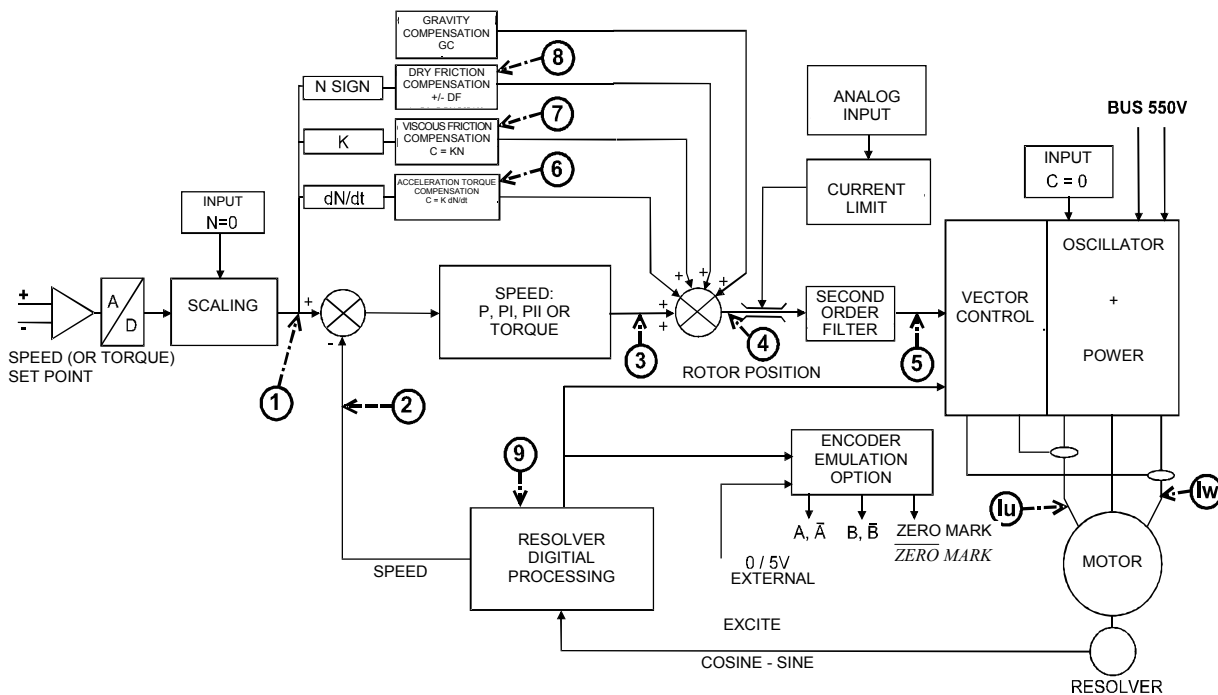 GRAVITY
COMPENSATION
GC
8
N SIGN
DRY FRICTION
COMPENSATION
+/- DF
7
K
VISCOUS FRICTION
COMPENSATION
C = KN
6
dN/dt
ACCELERATION TORQUE
COMPENSATION
C = K dN/dt
ANALOG
INPUT
CURRENT
LIMIT
BUS 550V
INPUT
C = 0
INPUT
N=0
+
-
A
D
SCALING
+
-
SPEED:
P, PI, PII OR
TORQUE
+
+
+
+
+
+
SECOND
ORDER
FILTER
VECTOR
CONTROL
OSCILLATOR
+
POWER
SPEED (OR TORQUE)
SET POINT
1
2
3
4
5
ROTOR POSITION
9
ENCODER
EMULATION
OPTION
Iu
Iw
A, A̅
B, B̅
ZERO MARK
Z̅E̅R̅O̅ M̅A̅R̅K̅
RESOLVER
DIGITIAL
PROCESSING
SPEED
0 / 5V
EXTERNAL
MOTOR
EXCITE
COSINE - SINE
RESOLVER